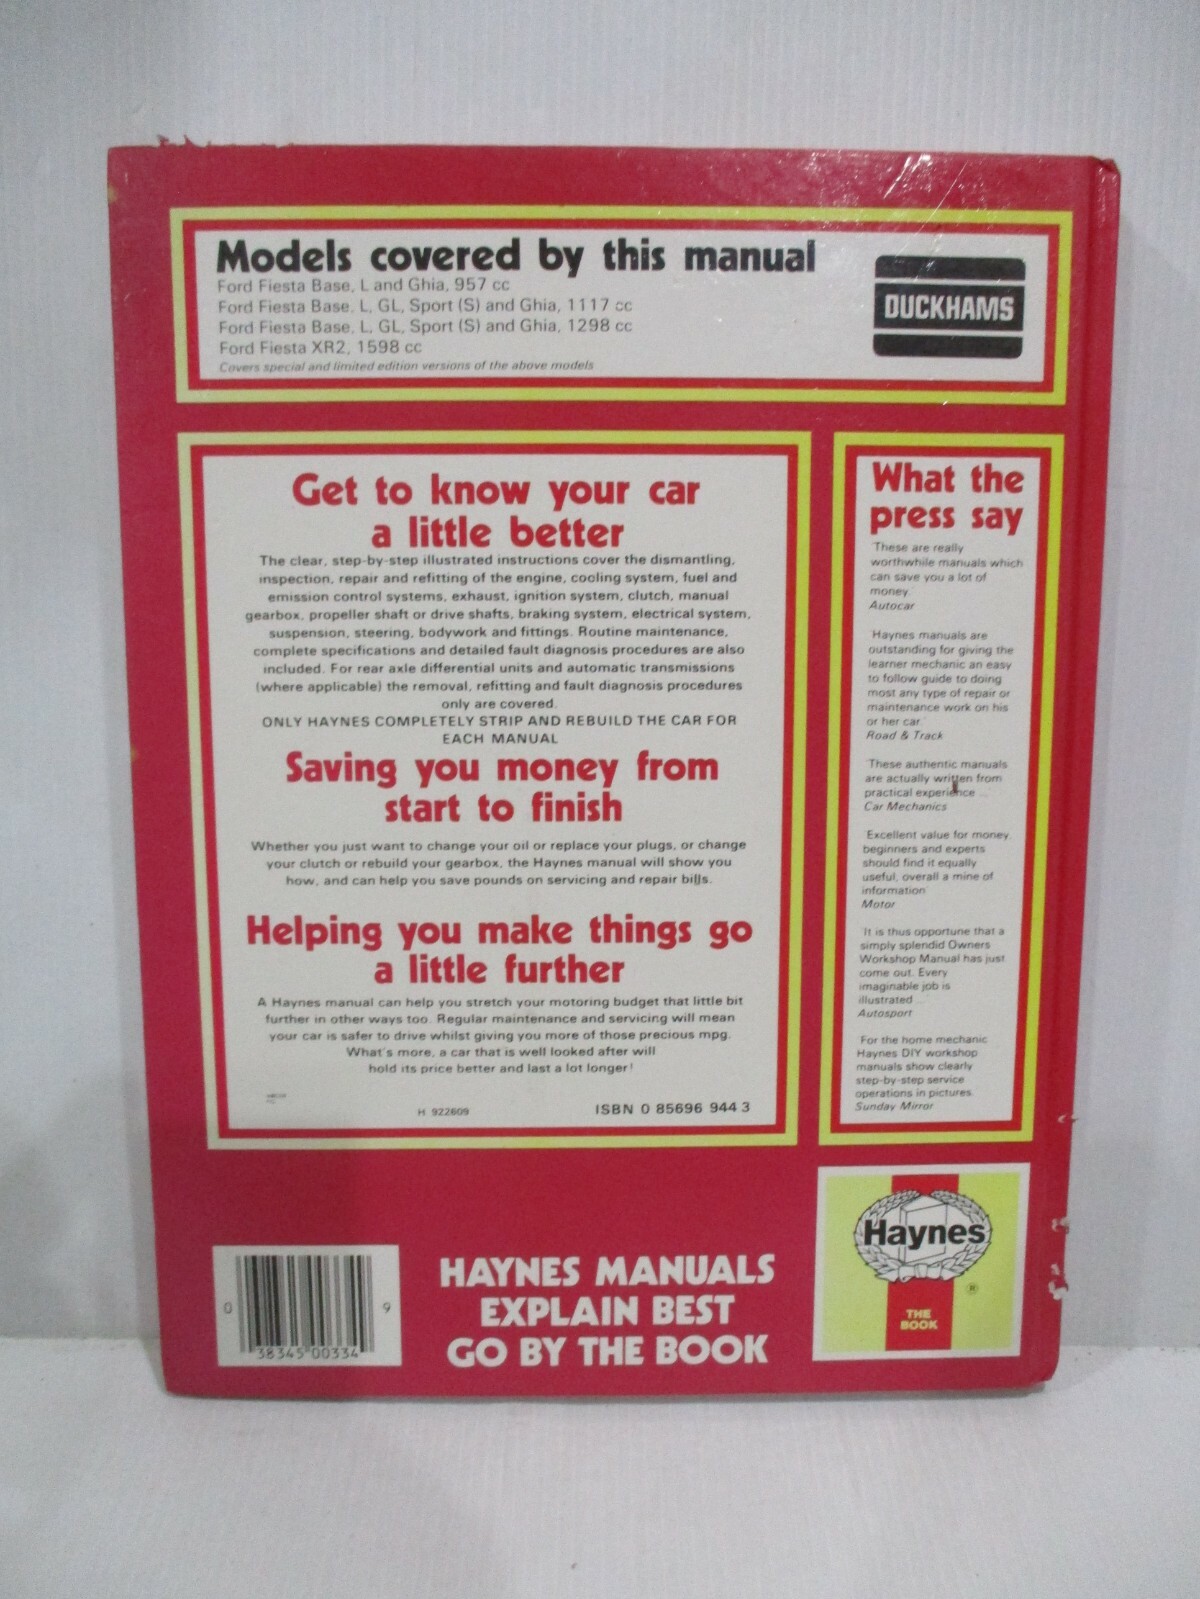 Models covered by this manual
Ford Fiesta Base, L and Ghia, 957 cc
Ford Fiesta Base, L, GL, Sport (S) and Ghia, 1117 cc
Ford Fiesta Base, L, GL, Sport (S) and Ghia, 1298 cc
Ford Fiesta XR2, 1598 cc
Covers special and limited edition versions of the above models
DUCKHAMS
Get to know your car
a little better
The clear, step-by-step illustrated instructions cover the dismantling,
inspection, repair and refitting of the engine, cooling system, fuel and
emission control systems, exhaust, ignition system, clutch, manual
gearbox, propeller shaft or drive shafts, braking system, electrical system,
suspension, steering, bodywork and fittings. Routine maintenance,
complete specifications and detailed fault diagnosis procedures are also
included. For rear axle differential units and automatic transmissions
(where applicable) the removal, refitting and fault diagnosis procedures
only are covered.
ONLY HAYNES COMPLETELY STRIP AND REBUILD THE CAR FOR
EACH MANUAL
Saving you money from
start to finish
Whether you just want to change your oil or replace your plugs, or change
your clutch or rebuild your gearbox, the Haynes manual will show you
how, and can help you save pounds on servicing and repair bills.
Helping you make things go
a little further
A Haynes manual can help you stretch your motoring budget that little bit
further in other ways too. Regular maintenance and servicing will mean
your car is safer to drive whilst giving you more of those precious mpg.
What's more, a car that is well looked after will
hold its price better and last a lot longer!
H 922609
ISBN 0 85696 944 3
What the
press say
'These are really
worthwhile manuals which
can save you a lot of
money.'
Autocar
'Haynes manuals are
outstanding for giving the
learner mechanic an easy
to follow guide to doing
most any type of repair or
maintenance work on his
or her car.'
Road & Track
'These authentic manuals
are actually written from
practical experience ...'
Car Mechanics
'Excellent value for money,
beginners and experts
should find it equally
useful, overall a mine of
information'
Motor
'It is thus opportune that a
simply splendid Owners
Workshop Manual has just
come out. Every
imaginable job is
illustrated ...'
Autosport
'For the home mechanic
Haynes DIY workshop
manuals show clearly
step-by-step service
operations in pictures.'
Sunday Mirror
0 38345 00334 9
HAYNES MANUALS
EXPLAIN BEST
GO BY THE BOOK
Haynes
®
THE
BOOK